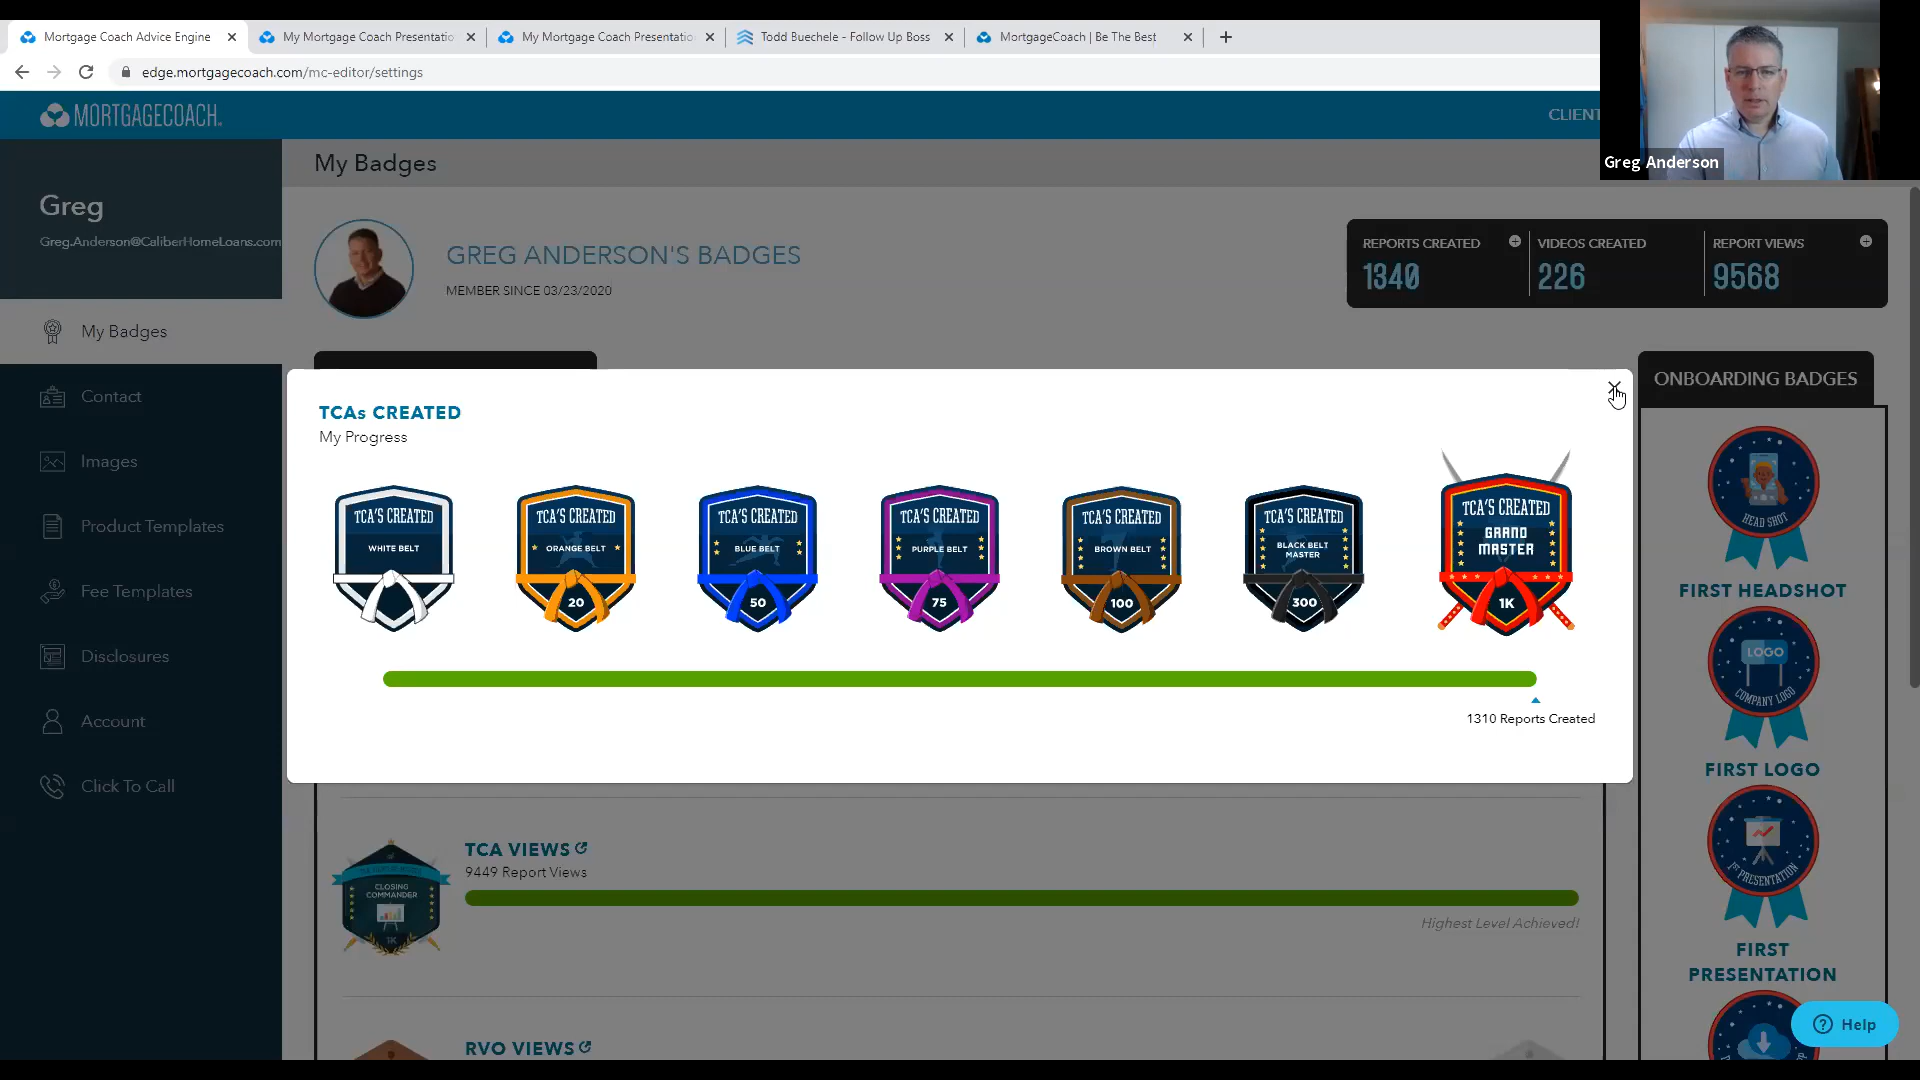 Mortgage Coach Advice Engine
My Mortgage Coach Presentatio
My Mortgage Coach Presentatio
Todd Buechele - Follow Up Boss
MortgageCoach | Be The Best
edge.mortgagecoach.com/mc-editor/settings
MORTGAGECOACH
CLIENT
Greg Anderson
Greg
Greg.Anderson@CaliberHomeLoans.com
My Badges
Contact
Images
Product Templates
Fee Templates
Disclosures
Account
Click To Call
My Badges
GREG ANDERSON'S BADGES
MEMBER SINCE 03/23/2020
REPORTS CREATED
1340
VIDEOS CREATED
226
REPORT VIEWS
9568
TCAs CREATED
My Progress
TCA'S CREATED
WHITE BELT
TCA'S CREATED
ORANGE BELT
20
TCA'S CREATED
BLUE BELT
50
TCA'S CREATED
PURPLE BELT
75
TCA'S CREATED
BROWN BELT
100
TCA'S CREATED
BLACK BELT
MASTER
300
TCA'S CREATED
GRAND
MASTER
1K
1310 Reports Created
CLOSING
COMMANDER
1K
TCA VIEWS
9449 Report Views
Highest Level Achieved!
RVO VIEWS
ONBOARDING BADGES
HEAD SHOT
FIRST HEADSHOT
LOGO
COMPANY LOGO
FIRST LOGO
1ST PRESENTATION
FIRST
PRESENTATION
Help